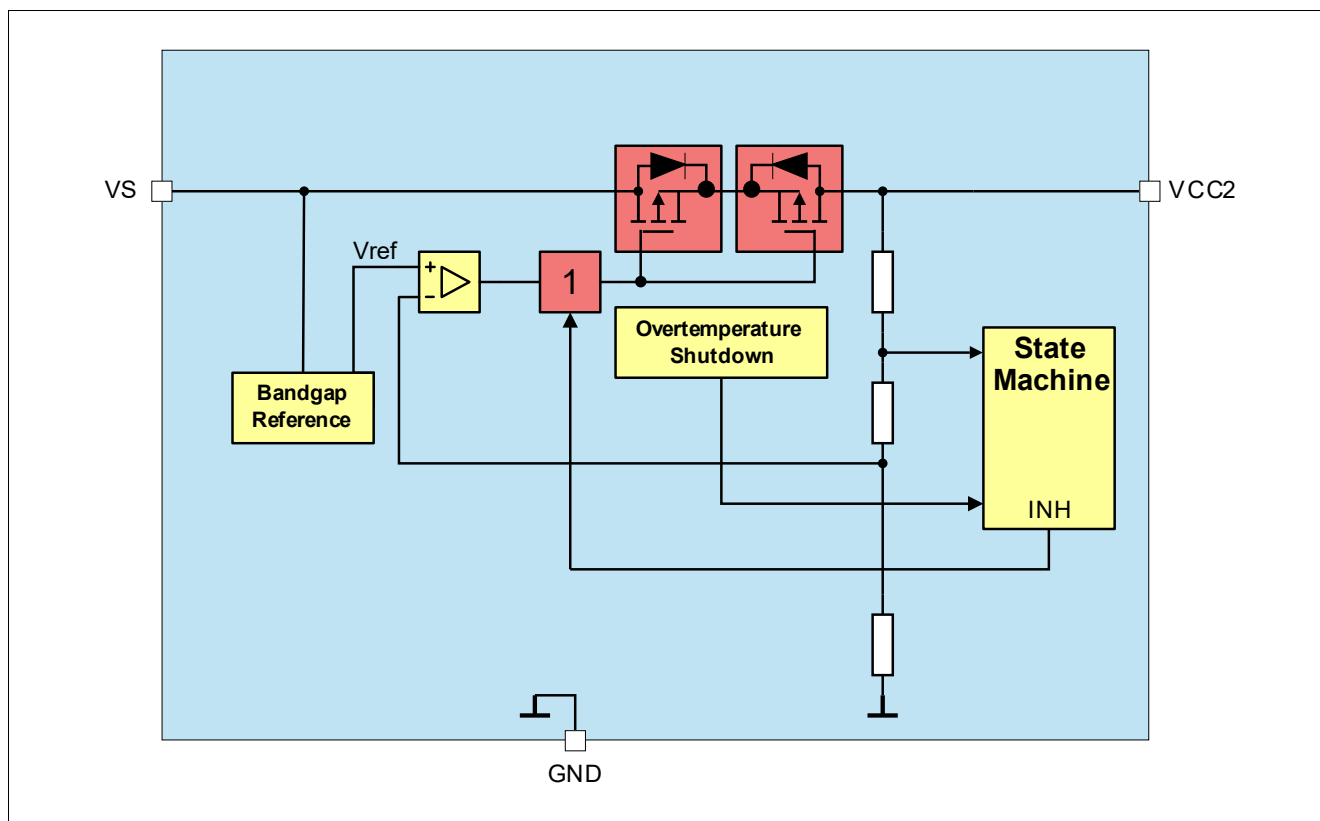 VS
VCC2
Vref
+
−
1
Overtemperature
Shutdown
State
Machine
Bandgap
Reference
INH
GND